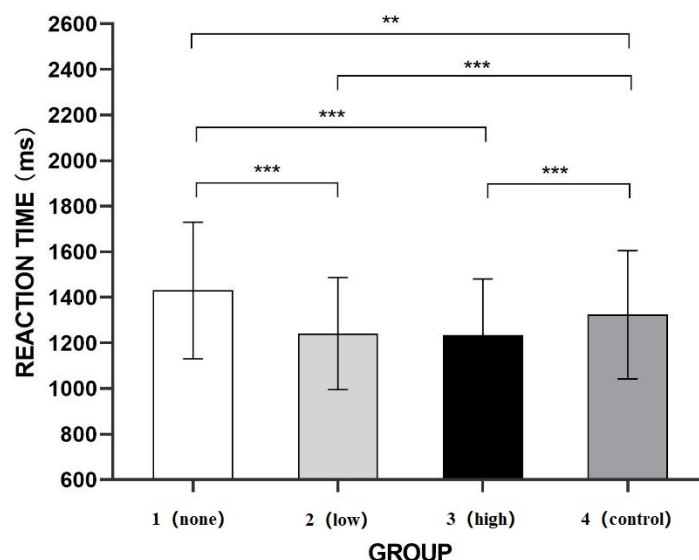 2600
**
2400
***
2200
***
2000
***
***
1800
1600
1400
1200
1000
800
600
REACTION TIME（ms）
1（none）
2（low）
3（high）
4（control）
GROUP